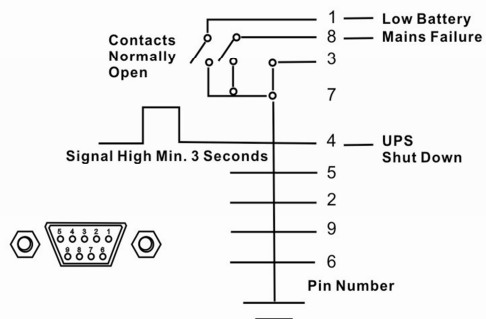 1 Low Battery
8 Mains Failure
Contacts
Normally
Open
3
7
4 UPS
Shut Down
Signal High Min. 3 Seconds
5
2
9
6
Pin Number
5 4 3 2 1
9 8 7 6